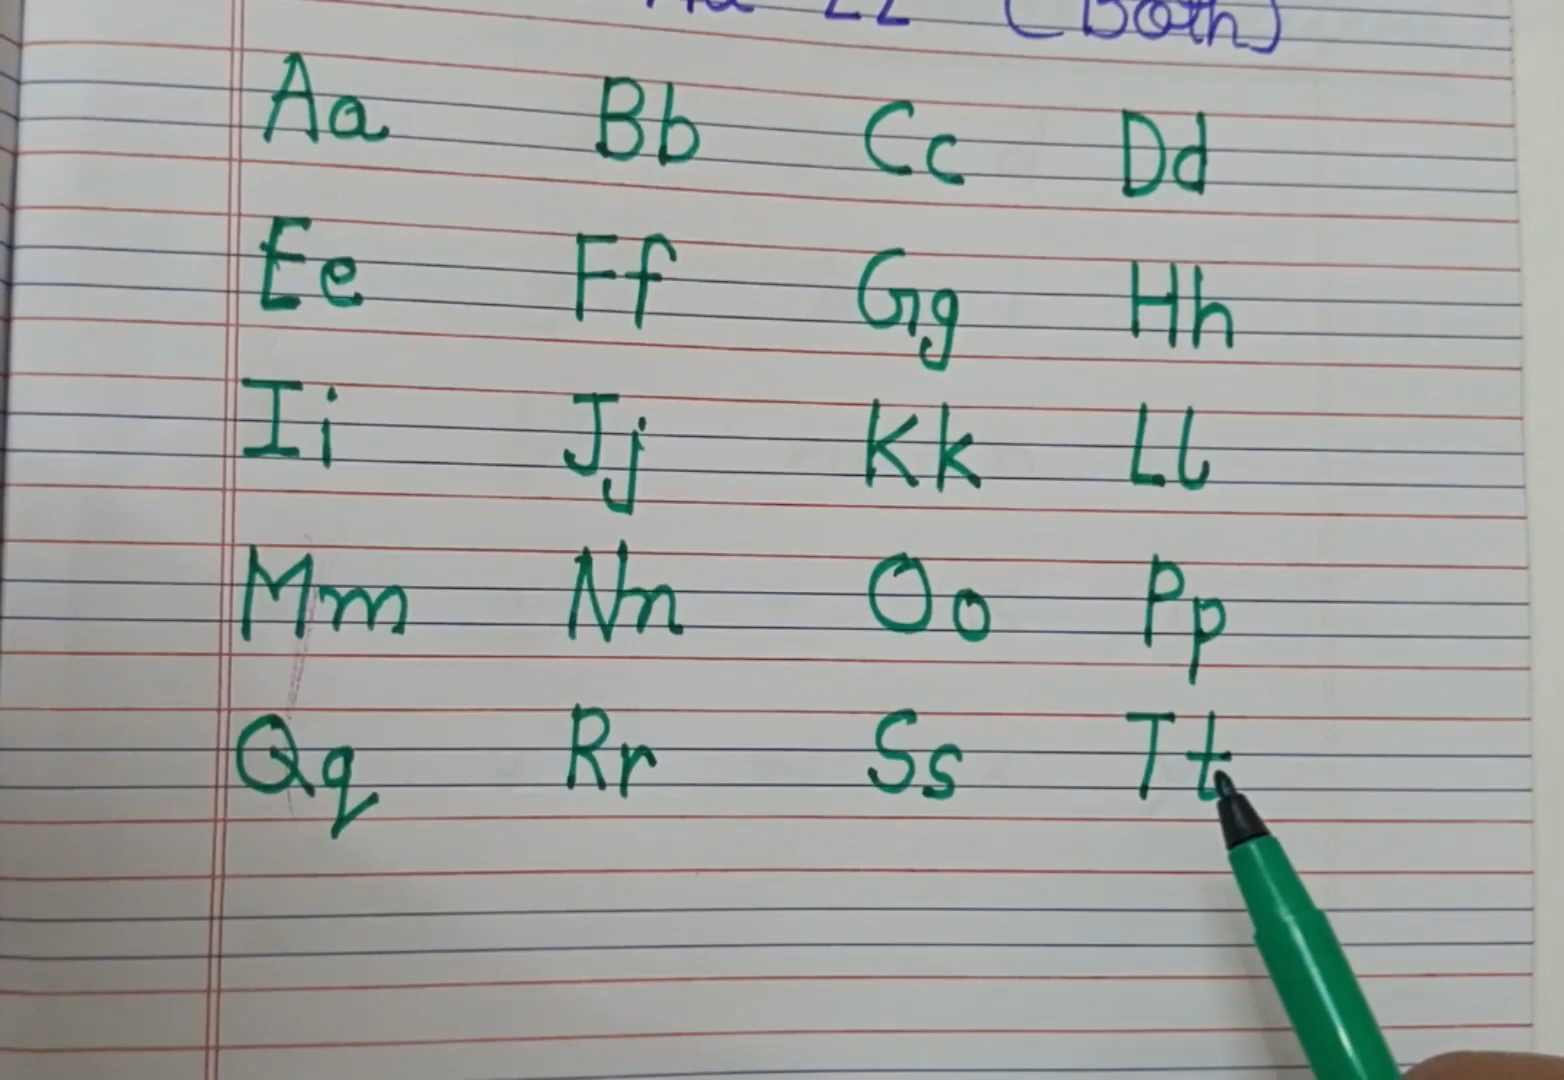 (Both)
Aa Bb Cc Dd
Ee Ff Gg Hh
Ii Jj Kk Ll
Mm Nn Oo Pp
Qq Rr Ss Tt